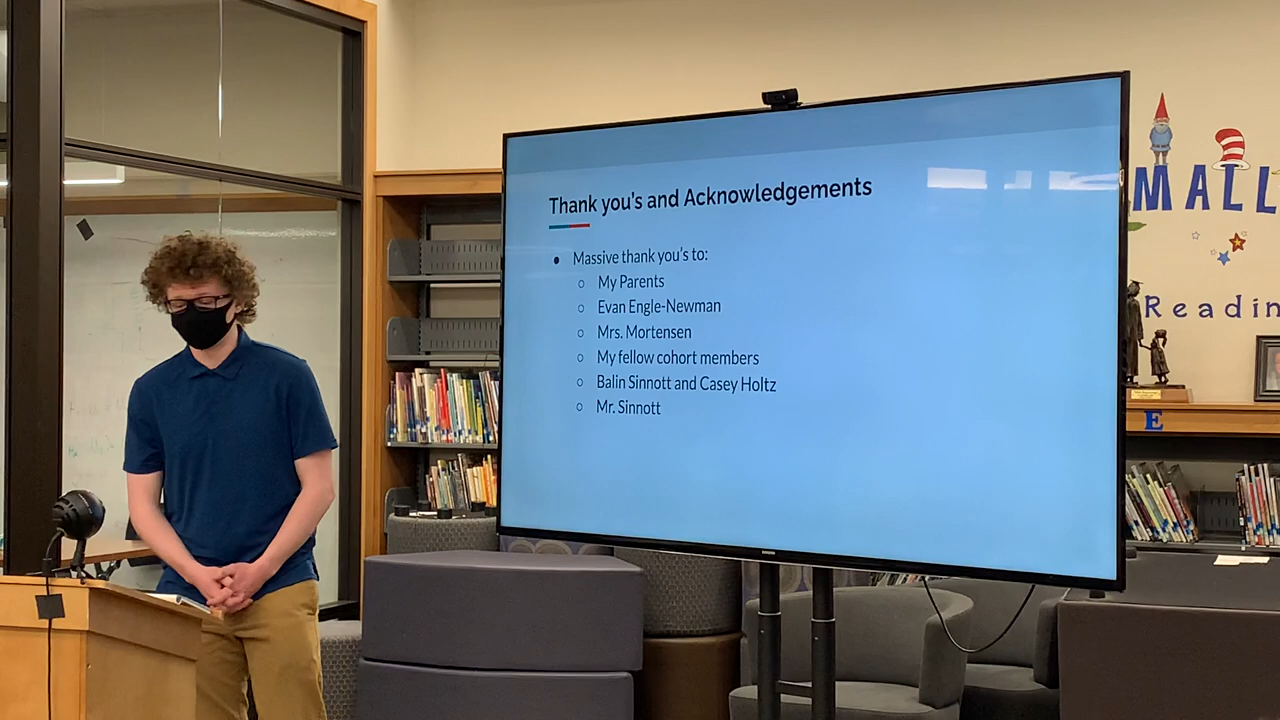 Thank you's and Acknowledgements
Massive thank you's to:
My Parents
Evan Engle-Newman
Mrs. Mortensen
My fellow cohort members
Balin Sinnott and Casey Holtz
Mr. Sinnott
MALL
Readin
E